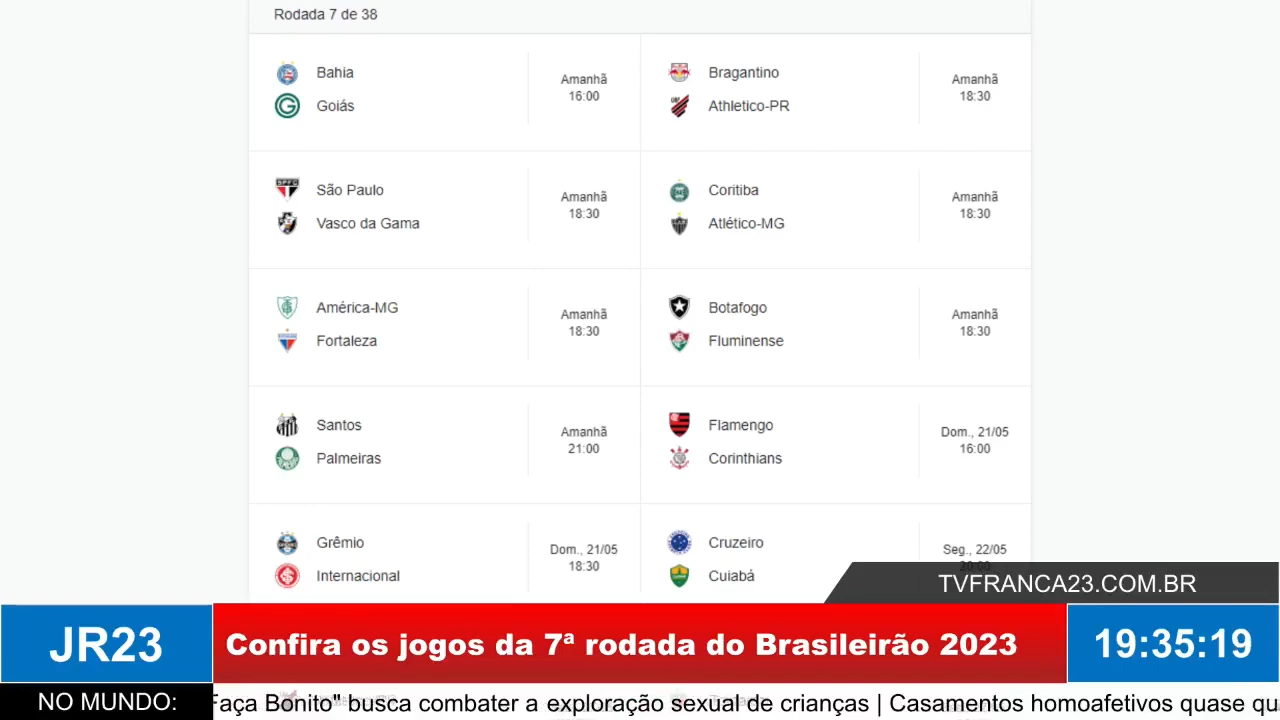 Rodada 7 de 38
Bahia
Goiás
Amanhã
16:00
Bragantino
Athletico-PR
Amanhã
18:30
São Paulo
Vasco da Gama
Amanhã
18:30
Coritiba
Atlético-MG
Amanhã
18:30
América-MG
Fortaleza
Amanhã
18:30
Botafogo
Fluminense
Amanhã
18:30
Santos
Palmeiras
Amanhã
21:00
Flamengo
Corinthians
Dom., 21/05
16:00
Grêmio
Internacional
Dom., 21/05
18:30
Cruzeiro
Cuiabá
Seg., 22/05
20:00
TVFRANCA23.COM.BR
JR23
Confira os jogos da 7ª rodada do Brasileirão 2023
19:35:19
NO MUNDO:
Faça Bonito" busca combater a exploração sexual de crianças | Casamentos homoafetivos quase qu